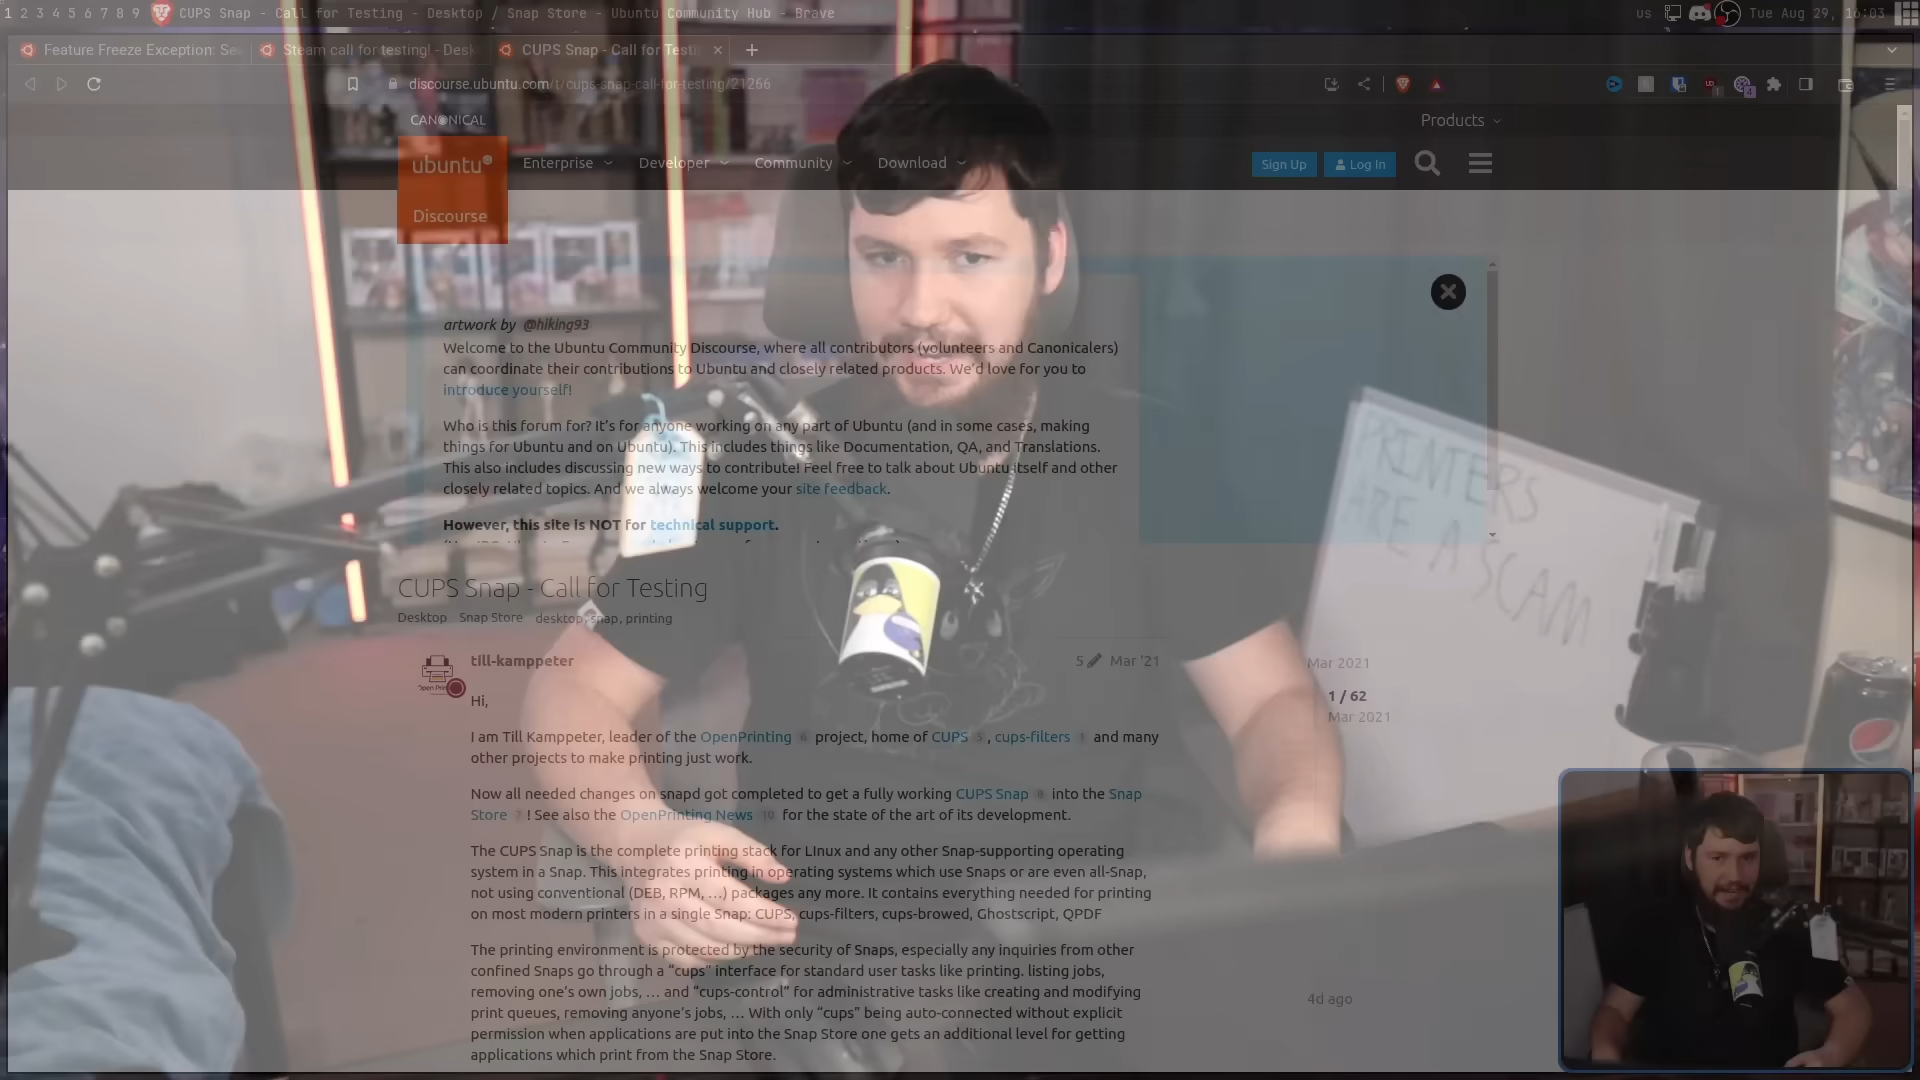 1 2 3 4 5 6 7 8 9 CUPS Snap - Call for Testing - Desktop / Snap Store - Ubuntu Community Hub - Brave
us Tue Aug 29, 16:03
Feature Freeze Exception: Se
Steam call for testing! - Desk
CUPS Snap - Call for Testi
discourse.ubuntu.com/t/cups-snap-call-for-testing/21266
CANONICAL
Products
ubuntu
Discourse
Enterprise Developer Community Download
Sign Up Log In
artwork by @hiking93
Welcome to the Ubuntu Community Discourse, where all contributors (volunteers and Canonicalers)
can coordinate their contributions to Ubuntu and closely related products. We'd love for you to
introduce yourself!
Who is this forum for? It's for anyone working on any part of Ubuntu (and in some cases, making
things for Ubuntu and on Ubuntu). This includes things like Documentation, QA, and Translations.
This also includes discussing new ways to contribute! Feel free to talk about Ubuntu itself and other
closely related topics. And we always welcome your site feedback.
However, this site is NOT for technical support.
PRINTERS
ARE A SCAM
CUPS Snap - Call for Testing
Desktop Snap Store desktop, snap, printing
till-kamppeter
5 Mar '21
Mar 2021
1 / 62
Mar 2021
Hi,
I am Till Kamppeter, leader of the OpenPrinting 6 project, home of CUPS 5 , cups-filters 1 and many
other projects to make printing just work.
Now all needed changes on snapd got completed to get a fully working CUPS Snap 8 into the Snap
Store 7 ! See also the OpenPrinting News 10 for the state of the art of its development.
The CUPS Snap is the complete printing stack for LInux and any other Snap-supporting operating
system in a Snap. This integrates printing in operating systems which use Snaps or are even all-Snap,
not using conventional (DEB, RPM, …) packages any more. It contains everything needed for printing
on most modern printers in a single Snap: CUPS, cups-filters, cups-browed, Ghostscript, QPDF
The printing environment is protected by the security of Snaps, especially any inquiries from other
confined Snaps go through a "cups" interface for standard user tasks like printing. listing jobs,
removing one's own jobs, … and "cups-control" for administrative tasks like creating and modifying
print queues, removing anyone's jobs, … With only "cups" being auto-connected without explicit
permission when applications are put into the Snap Store one gets an additional level for getting
applications which print from the Snap Store.
4d ago